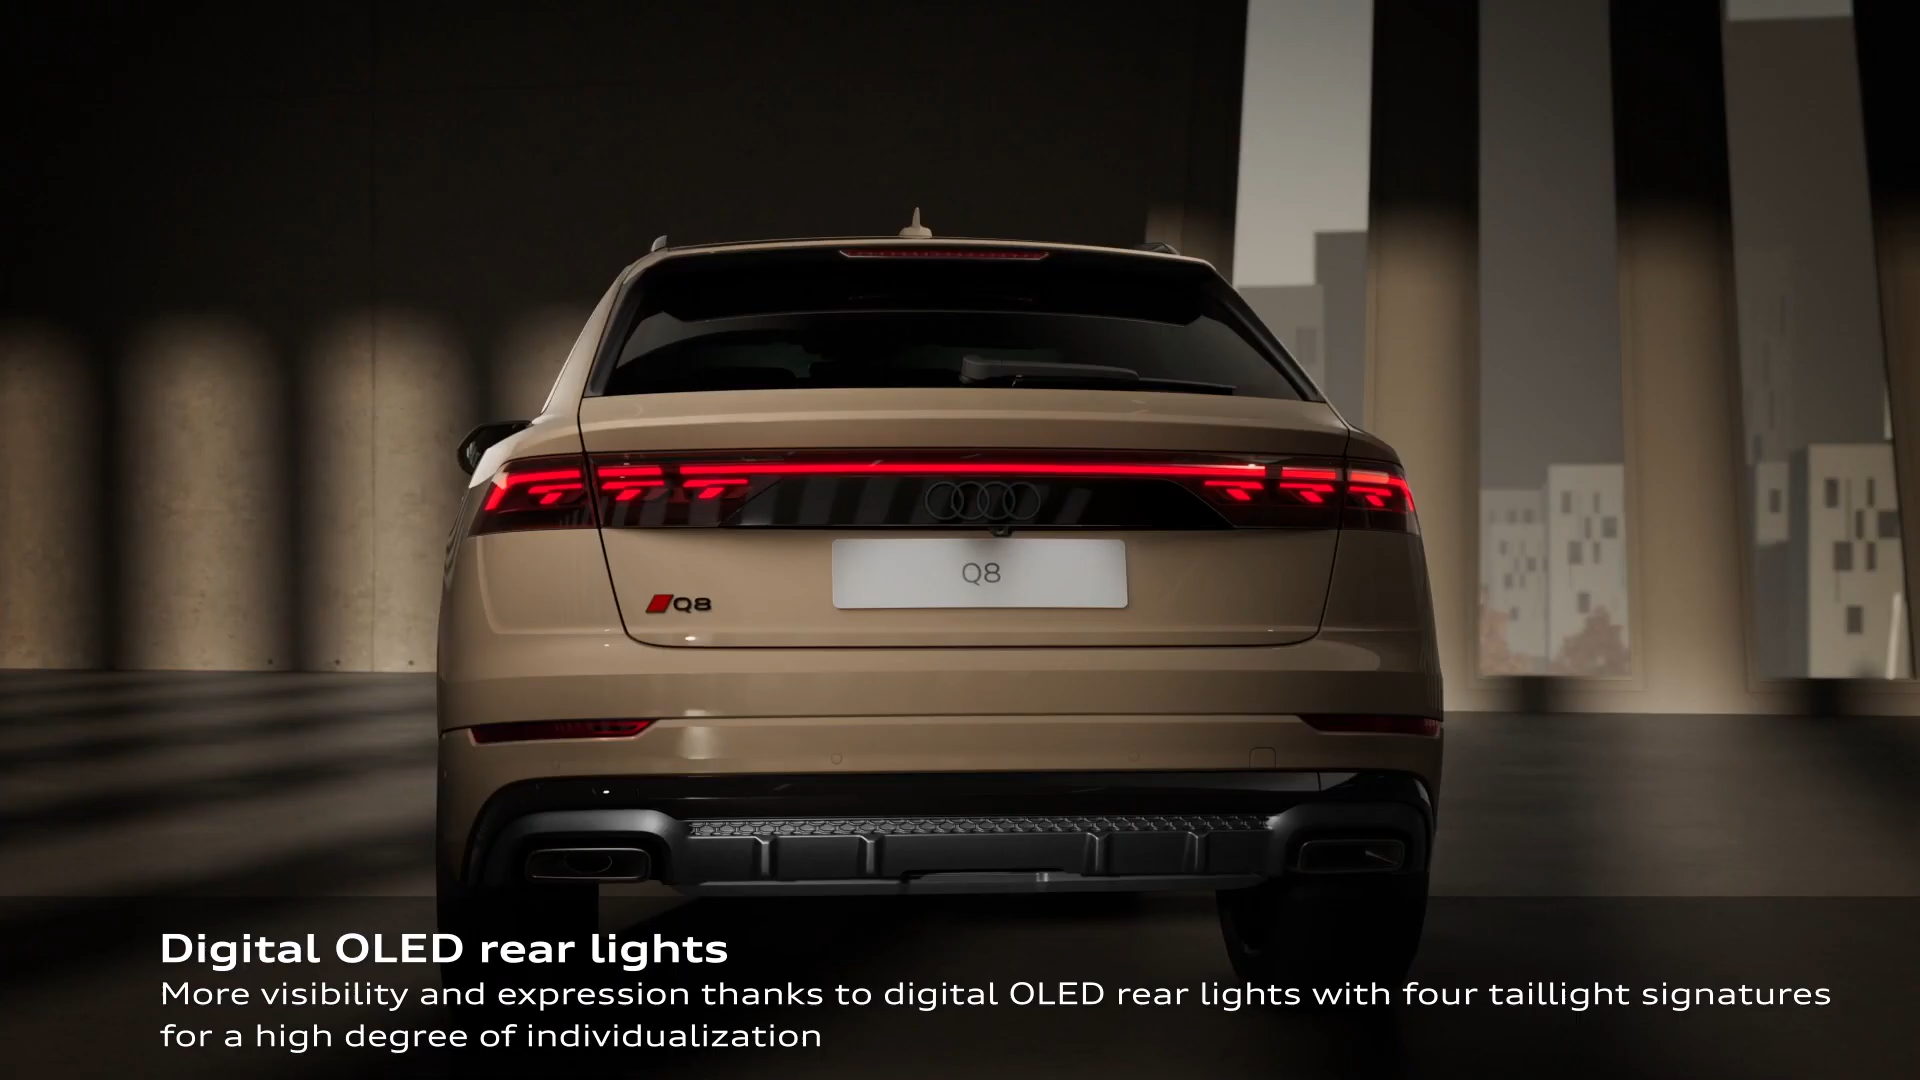 Q8
Q8
Digital OLED rear lights
More visibility and expression thanks to digital OLED rear lights with four taillight signatures
for a high degree of individualization